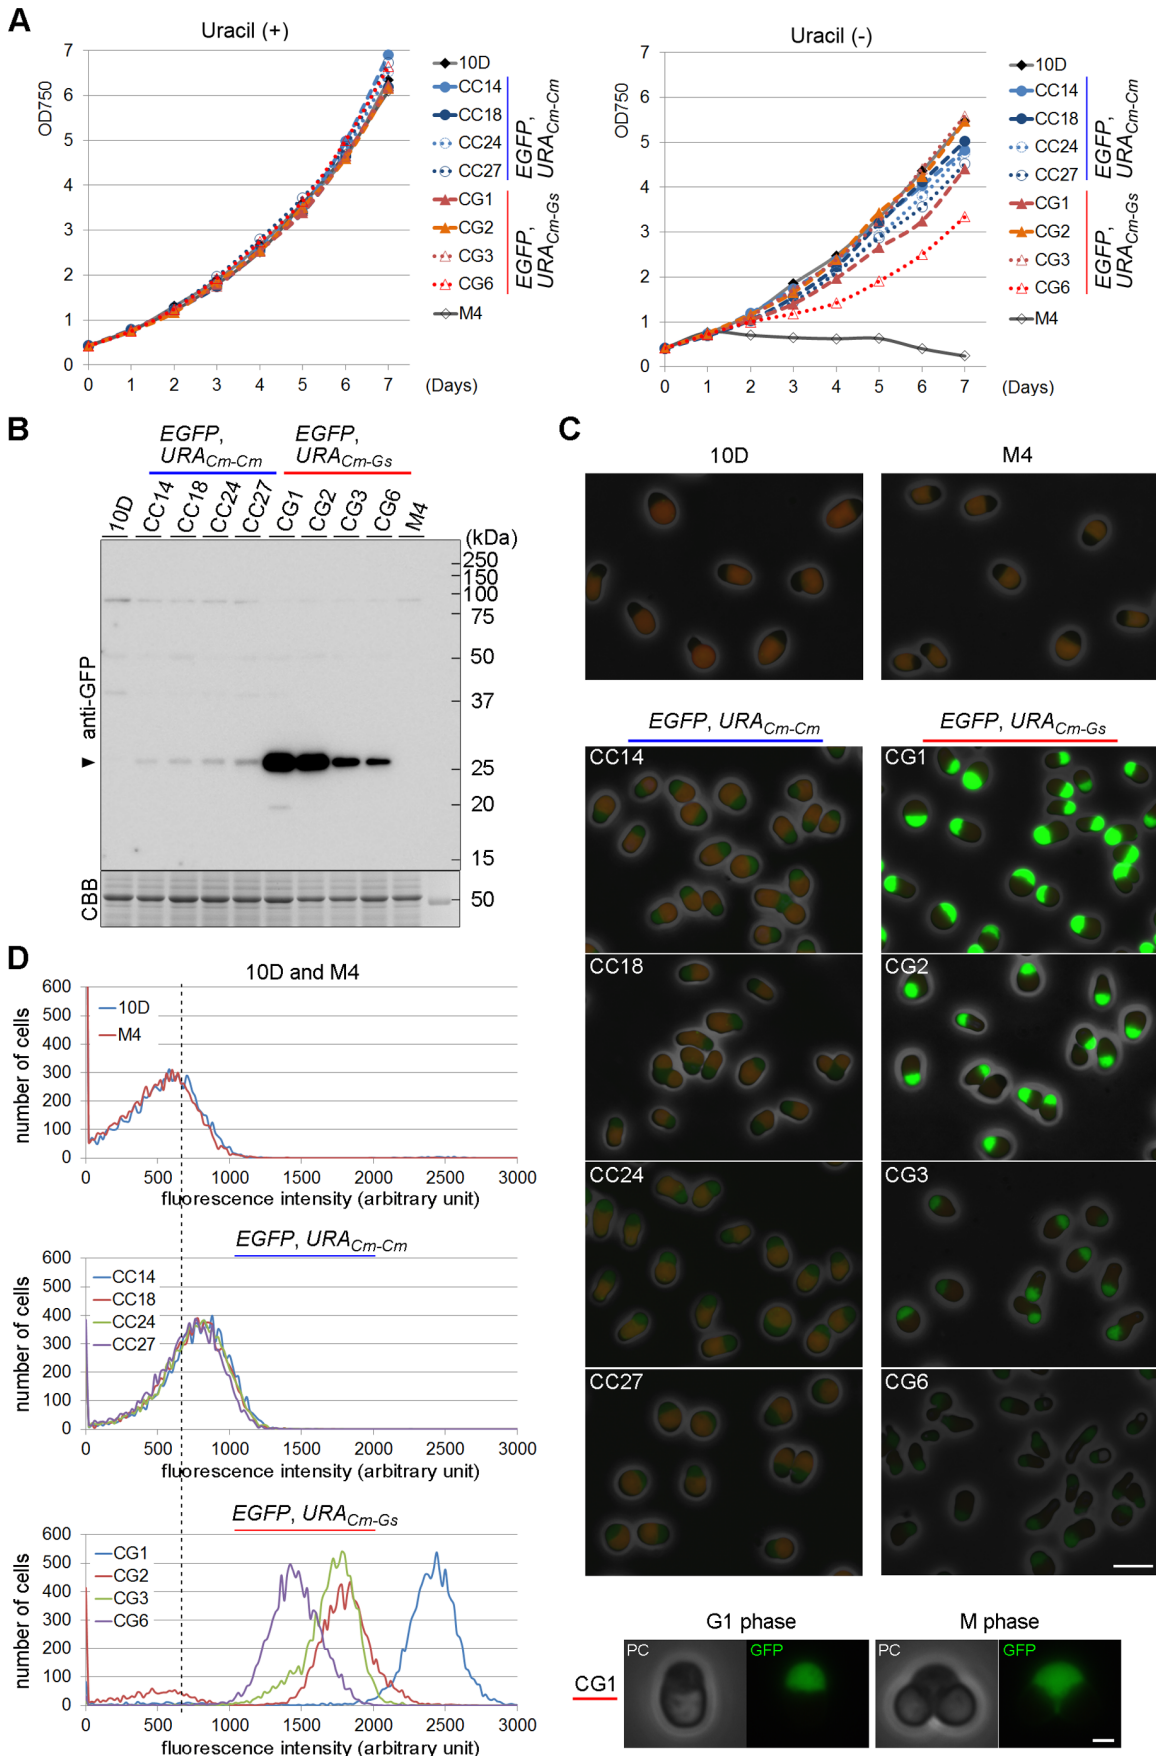 A
Uracil (+)
OD750
7
6
5
4
3
2
1
0
0 1 2 3 4 5 6 7 (Days)
10D
CC14
CC18
CC24
CC27
CG1
CG2
CG3
CG6
M4
EGFP,
URACm-Cm
EGFP,
URACm-Gs
Uracil (-)
OD750
7
6
5
4
3
2
1
0
0 1 2 3 4 5 6 7 (Days)
10D
CC14
CC18
CC24
CC27
CG1
CG2
CG3
CG6
M4
EGFP,
URACm-Cm
EGFP,
URACm-Gs
B
EGFP,
URACm-Cm
EGFP,
URACm-Gs
10D CC14 CC18 CC24 CC27 CG1 CG2 CG3 CG6 M4
(kDa)
250
150
100
75
50
37
25
20
15
anti-GFP
CBB
50
C
10D
M4
EGFP, URACm-Cm
EGFP, URACm-Gs
CC14
CG1
CC18
CG2
CC24
CG3
CC27
CG6
G1 phase
M phase
CG1
PC
GFP
PC
GFP
D
10D and M4
number of cells
600
500
400
300
200
100
0
10D
M4
0 500 1000 1500 2000 2500 3000
fluorescence intensity (arbitrary unit)
EGFP, URACm-Cm
number of cells
600
500
400
300
200
100
0
CC14
CC18
CC24
CC27
0 500 1000 1500 2000 2500 3000
fluorescence intensity (arbitrary unit)
EGFP, URACm-Gs
number of cells
600
500
400
300
200
100
0
CG1
CG2
CG3
CG6
0 500 1000 1500 2000 2500 3000
fluorescence intensity (arbitrary unit)